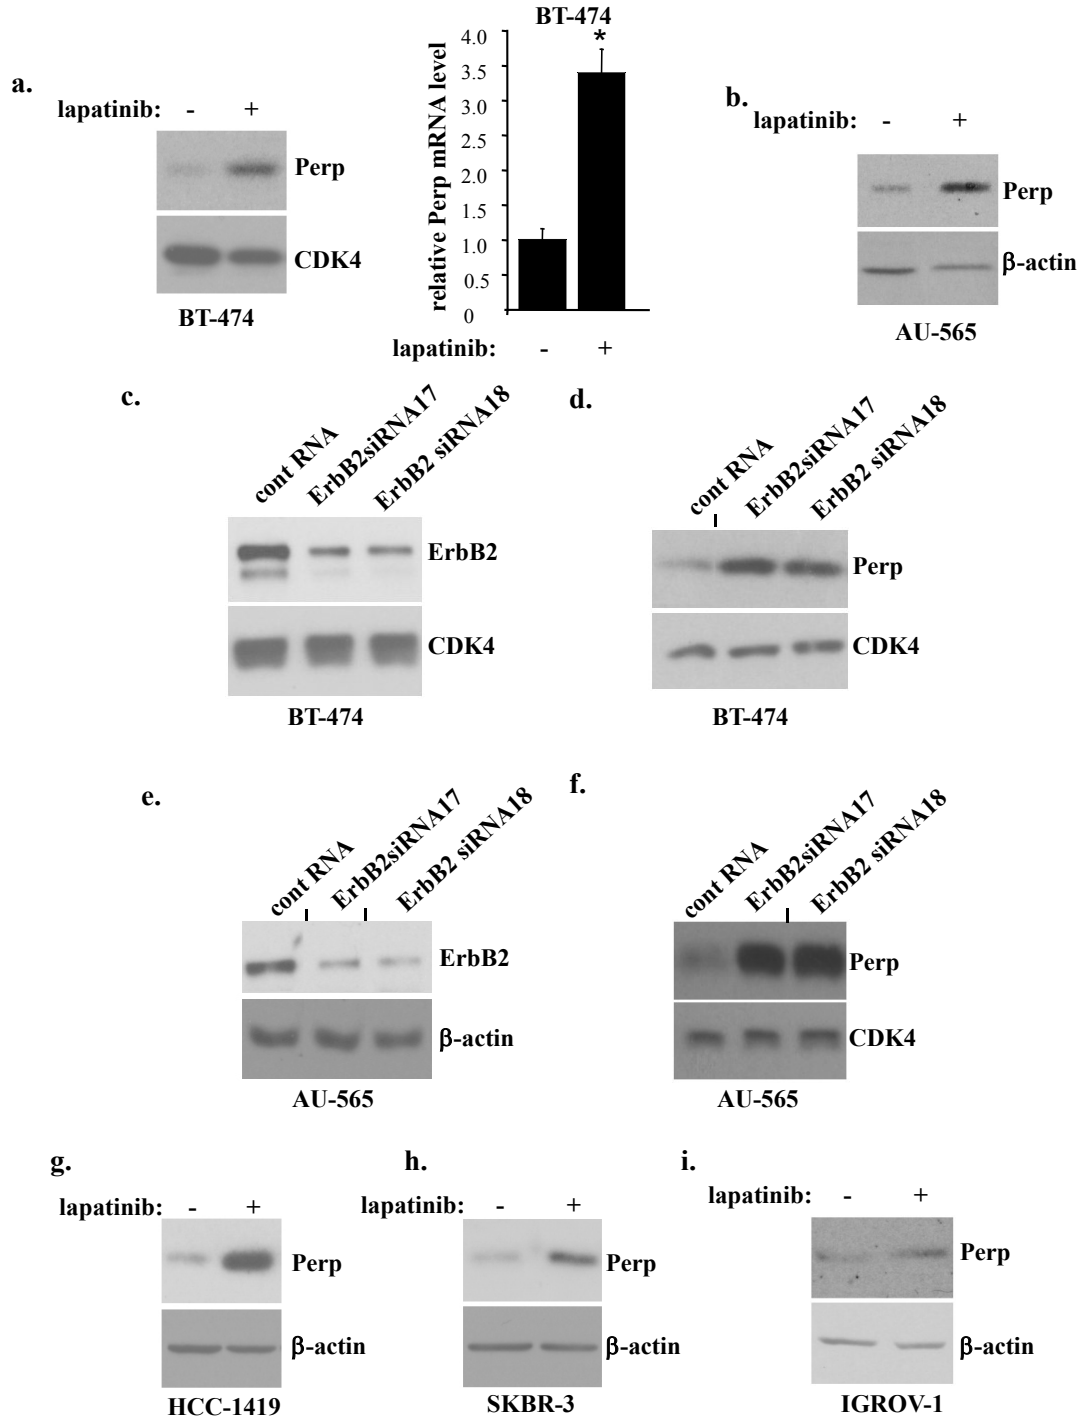 a.
lapatinib: - +
Perp
CDK4
BT-474
BT-474
relative Perp mRNA level
4.0
3.5
3.0
2.5
2.0
1.5
1.0
0.5
0
*
lapatinib: - +
b.
lapatinib: - +
Perp
β-actin
AU-565
c.
cont RNA
ErbB2siRNA17
ErbB2 siRNA18
ErbB2
CDK4
BT-474
d.
cont RNA
ErbB2siRNA17
ErbB2 siRNA18
Perp
CDK4
BT-474
e.
cont RNA
ErbB2siRNA17
ErbB2 siRNA18
ErbB2
β-actin
AU-565
f.
cont RNA
ErbB2siRNA17
ErbB2 siRNA18
Perp
CDK4
AU-565
g.
lapatinib: - +
Perp
β-actin
HCC-1419
h.
lapatinib: - +
Perp
β-actin
SKBR-3
i.
lapatinib: - +
Perp
β-actin
IGROV-1